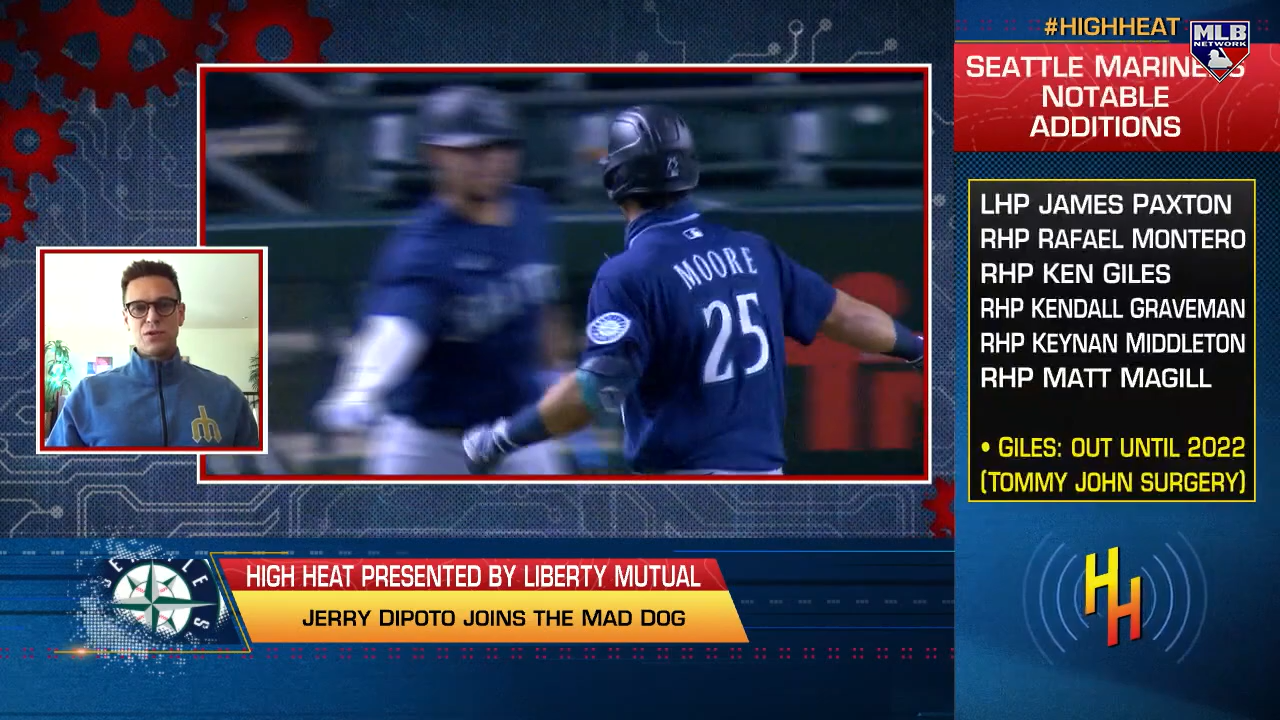 #HIGHHEAT
MLB
NETWORK
SEATTLE MARINERS
NOTABLE
ADDITIONS
LHP JAMES PAXTON
RHP RAFAEL MONTERO
RHP KEN GILES
RHP KENDALL GRAVEMAN
RHP KEYNAN MIDDLETON
RHP MATT MAGILL
• GILES: OUT UNTIL 2022
(TOMMY JOHN SURGERY)
MOORE
25
HIGH HEAT PRESENTED BY LIBERTY MUTUAL
JERRY DIPOTO JOINS THE MAD DOG
HH